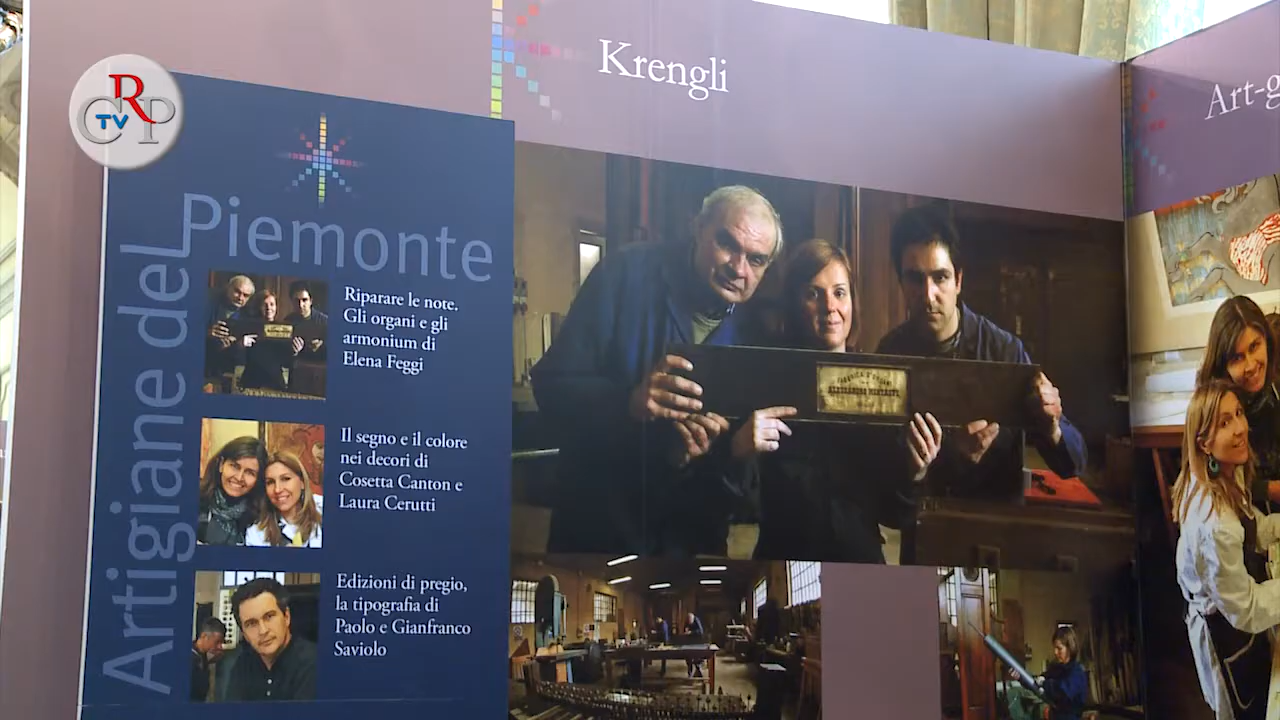 CRP
TV
Krengli
Art-g
Artigiane del
Piemonte
Riparare le note.
Gli organi e gli
armonium di
Elena Feggi
Il segno e il colore
nei decori di
Cosetta Canton e
Laura Cerutti
Edizioni di pregio,
la tipografia di
Paolo e Gianfranco
Saviolo